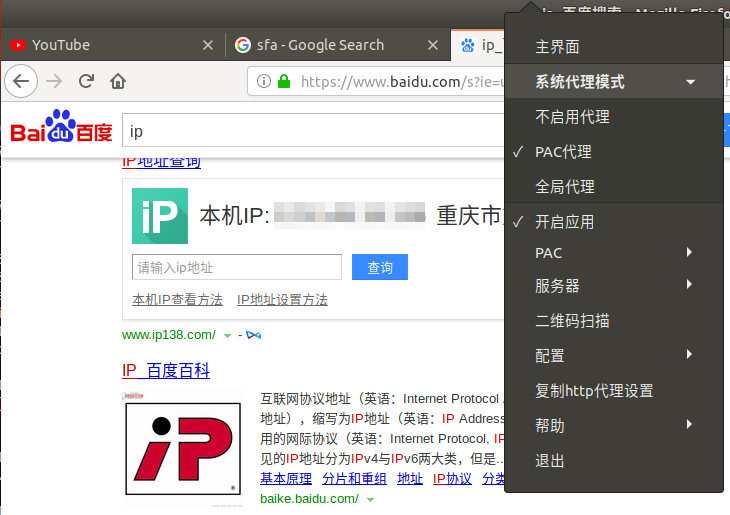 YouTube
sfa - Google Search
ip_
https://www.baidu.com/s?ie=u
Bai du 百度
ip
IP地址查询
iP
本机IP:
重庆市
请输入ip地址
查询
本机IP查看方法
IP地址设置方法
www.ip138.com/
-
IP_百度百科
互联网协议地址（英语：Internet Protocol
地址），缩写为IP地址（英语：IP Address
用的网际协议（英语：Internet Protocol, IP
见的IP地址分为IPv4与IPv6两大类，但是...
基本原理 分片和重组 地址 IP协议 分类
baike.baidu.com/
iP
主界面
系统代理模式
不启用代理
✓ PAC代理
全局代理
✓ 开启应用
PAC
服务器
二维码扫描
配置
复制http代理设置
帮助
退出